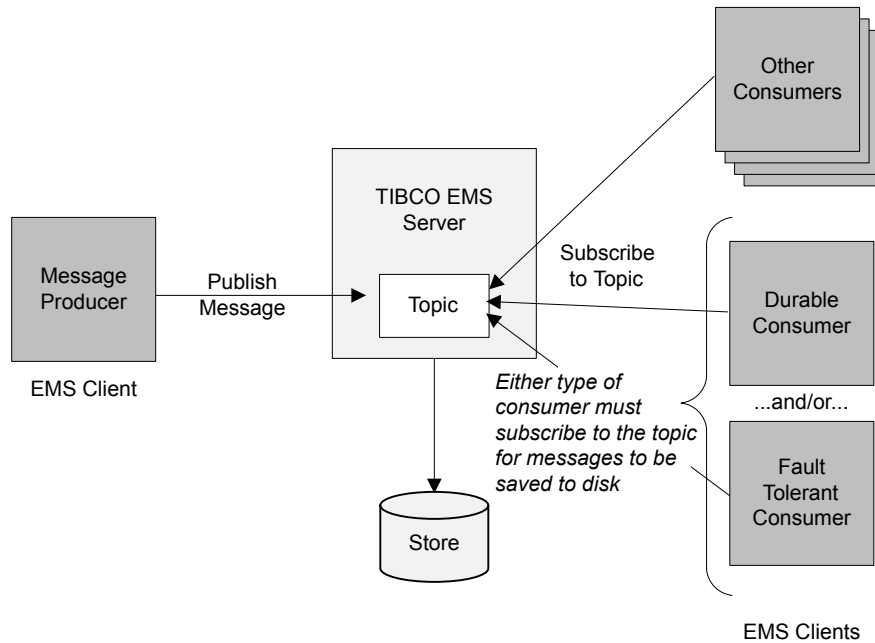 Other
Consumers
TIBCO EMS
Server
Message
Producer
Publish
Message
Topic
Subscribe
to Topic
Durable
Consumer
EMS Client
Either type of
consumer must
subscribe to the topic
for messages to be
saved to disk
...and/or...
Fault
Tolerant
Consumer
Store
EMS Clients